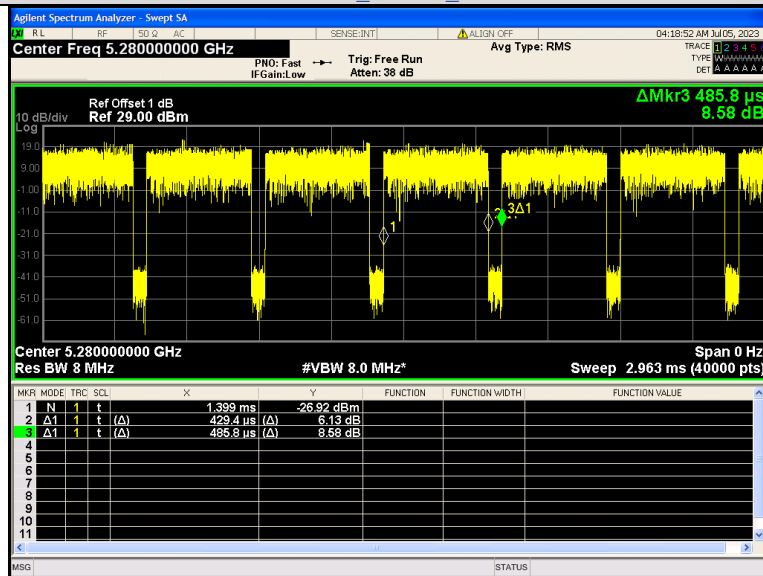 Agilent Spectrum Analyzer - Swept SA
LXI RL RF 50 Ω AC SENSE:INT ALIGN OFF 04:18:52 AM Jul 05, 2023
Center Freq 5.280000000 GHz Avg Type: RMS TRACE 1 2 3 4 5
PNO: Fast Trig: Free Run TYPE
IFGain:Low Atten: 38 dB DET A A A A A
ΔMkr3 485.8 µs
8.58 dB
Ref Offset 1 dB
10 dB/div Ref 29.00 dBm
Log
19.0
9.00
-1.00
-11.0
-21.0
-31.0
-41.0
-51.0
-61.0
1
3Δ1
Center 5.280000000 GHz Span 0 Hz
Res BW 8 MHz #VBW 8.0 MHz* Sweep 2.963 ms (40000 pts)
MKR MODE TRC SCL X Y FUNCTION FUNCTION WIDTH FUNCTION VALUE
1 N 1 t 1.399 ms -26.92 dBm
2 Δ1 1 t (Δ) 429.4 µs (Δ) 6.13 dB
3 Δ1 1 t (Δ) 485.8 µs (Δ) 8.58 dB
4
5
6
7
8
9
10
11
MSG STATUS